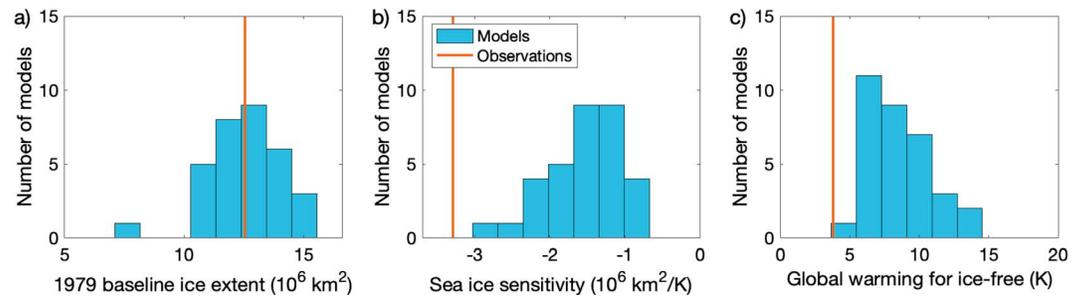 a)
b)
c)
15
10
5
0
Number of models
5
10
15
1979 baseline ice extent (10⁶ km²)
15
10
5
0
Number of models
Models
Observations
-3
-2
-1
0
Sea ice sensitivity (10⁶ km²/K)
15
10
5
0
Number of models
0
5
10
15
20
Global warming for ice-free (K)